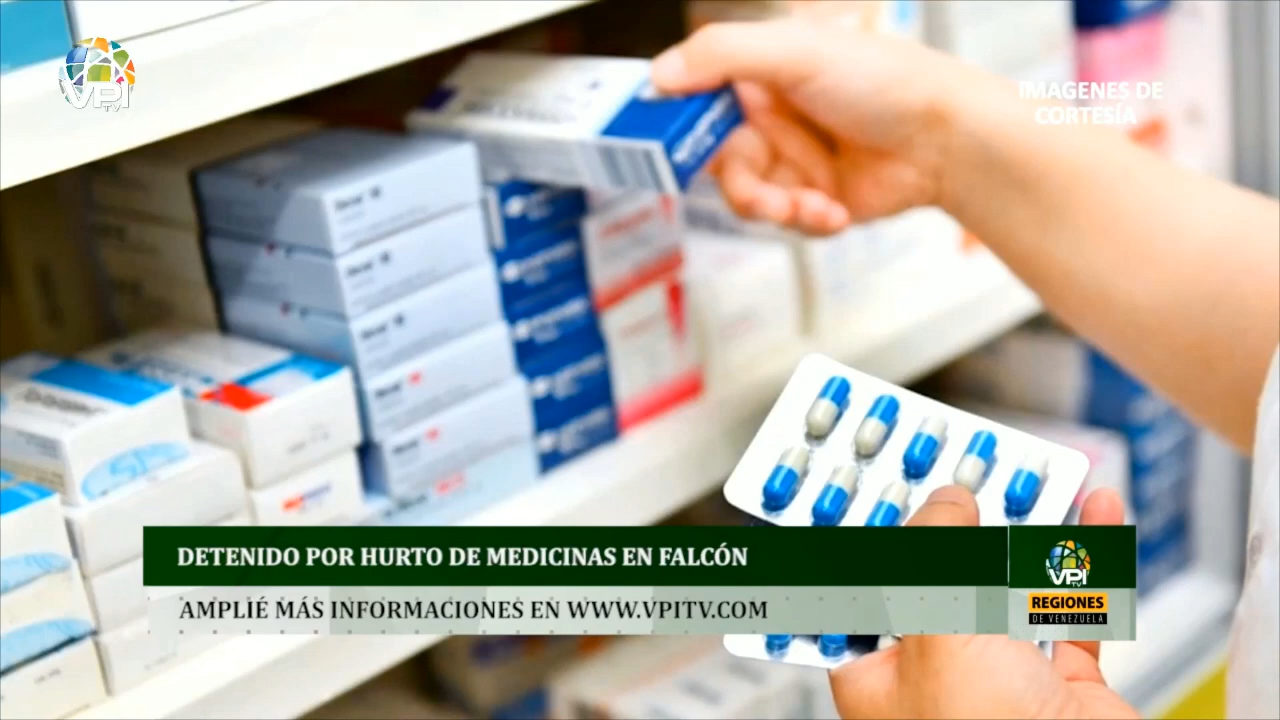 VPI
TV
IMAGENES DE
CORTESÍA
DETENIDO POR HURTO DE MEDICINAS EN FALCÓN
AMPLIÉ MÁS INFORMACIONES EN WWW.VPITV.COM
VPI
TV
REGIONES
DE VENEZUELA